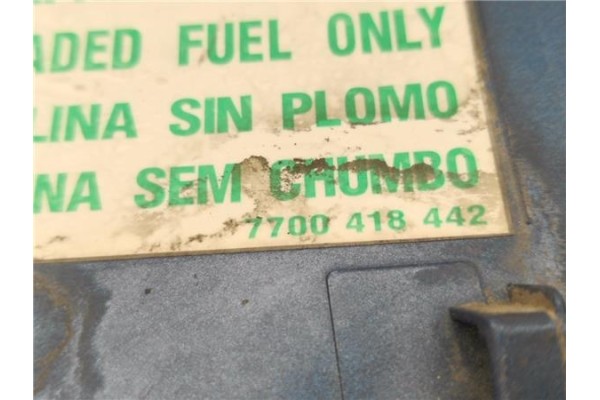 ADED FUEL ONLY
LINA SIN PLOMO
NA SEM CHUMBO
7700 418 442